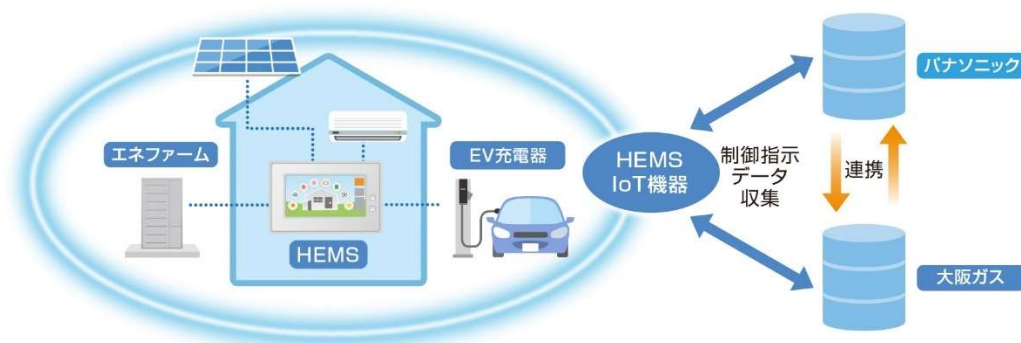 エネファーム
HEMS
EV充電器
HEMS
IoT機器
制御指示
データ
収集
パナソニック
連携
大阪ガス